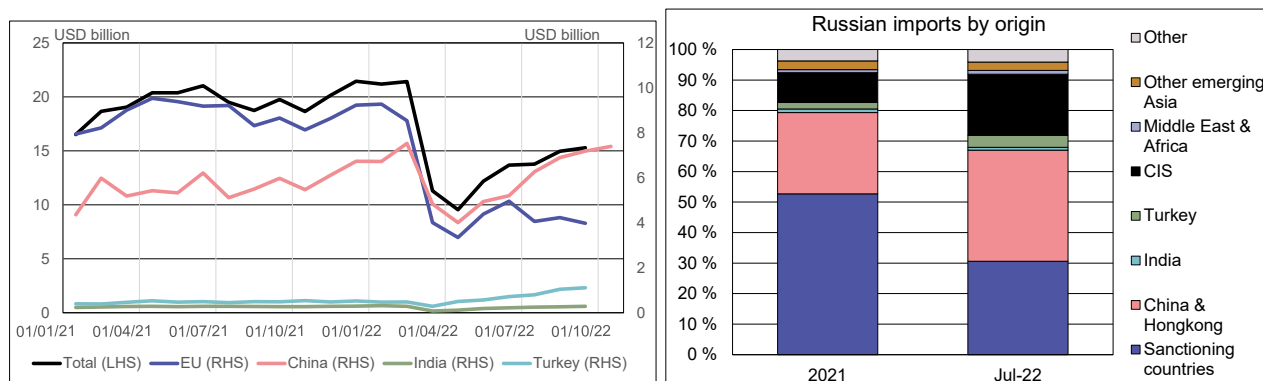 USD billion
USD billion
25
20
15
10
5
0
12
10
8
6
4
2
0
01/01/21
01/04/21
01/07/21
01/10/21
01/01/22
01/04/22
01/07/22
01/10/22
Total (LHS)
EU (RHS)
China (RHS)
India (RHS)
Turkey (RHS)
Russian imports by origin
100 %
90 %
80 %
70 %
60 %
50 %
40 %
30 %
20 %
10 %
0 %
2021
Jul-22
Other
Other emerging
Asia
Middle East &
Africa
CIS
Turkey
India
China &
Hongkong
Sanctioning
countries